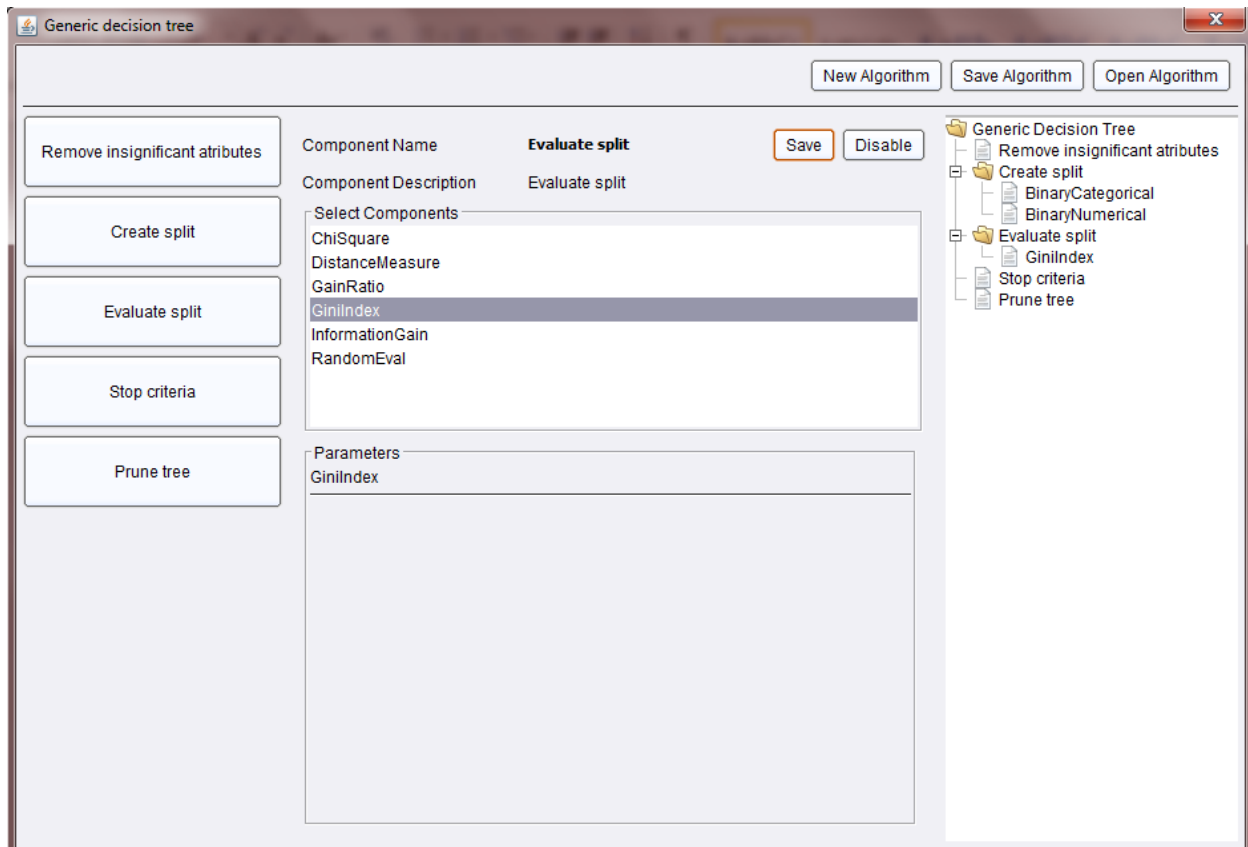 Generic decision tree
New Algorithm Save Algorithm Open Algorithm
Remove insignificant atributes
Create split
Evaluate split
Stop criteria
Prune tree
Component Name Evaluate split Save Disable
Component Description Evaluate split
Select Components
ChiSquare
DistanceMeasure
GainRatio
GiniIndex
InformationGain
RandomEval
Parameters
GiniIndex
Generic Decision Tree
Remove insignificant atributes
Create split
BinaryCategorical
BinaryNumerical
Evaluate split
GiniIndex
Stop criteria
Prune tree